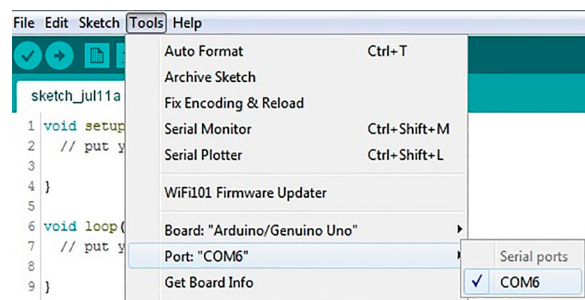 File Edit Sketch Tools Help
sketch_jul11a
1 void setup
2 // put y
3
4 }
5
6 void loop(
7 // put y
8
9 }
Auto Format Ctrl+T
Archive Sketch
Fix Encoding & Reload
Serial Monitor Ctrl+Shift+M
Serial Plotter Ctrl+Shift+L
WiFi101 Firmware Updater
Board: "Arduino/Genuino Uno"
Port: "COM6"
Get Board Info
Serial ports
COM6